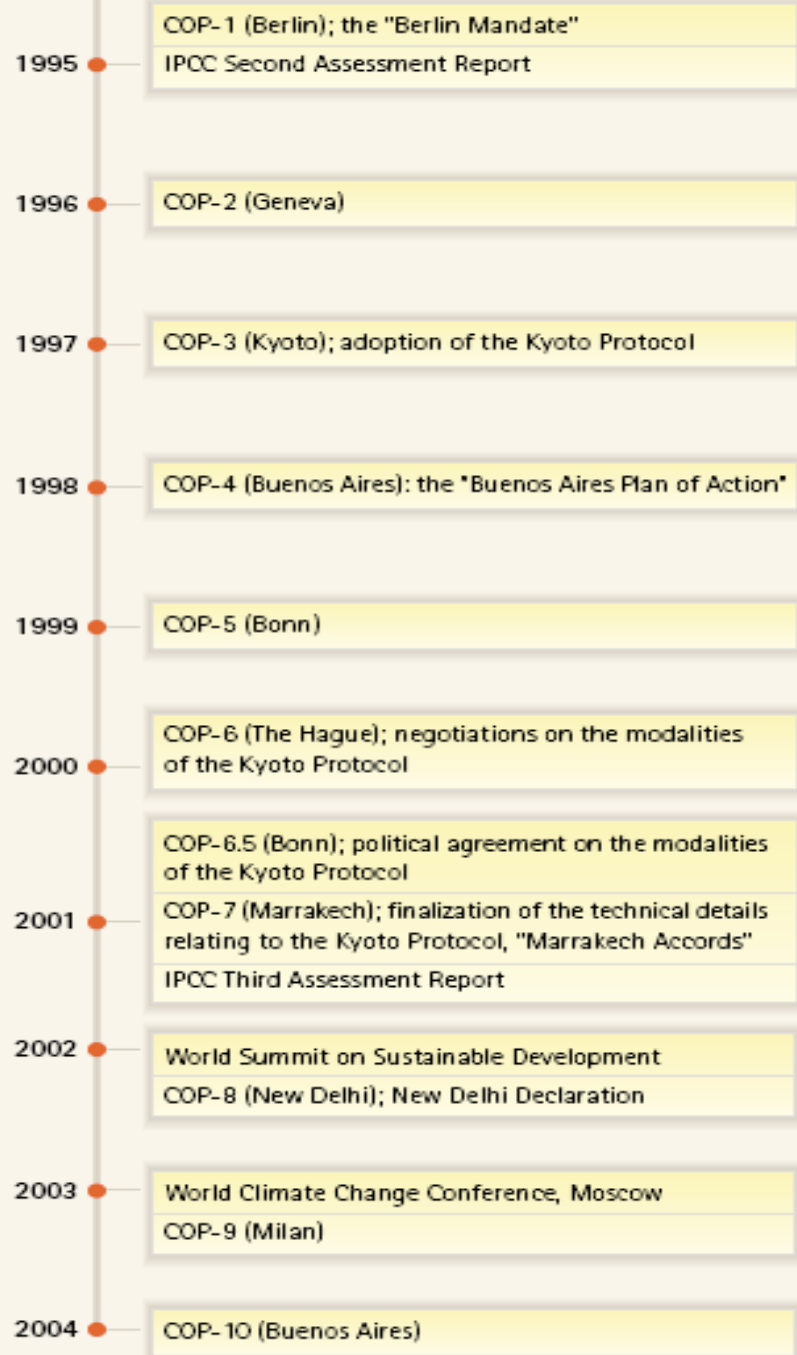 COP-1 (Berlin); the "Berlin Mandate"
1995
IPCC Second Assessment Report
1996
COP-2 (Geneva)
1997
COP-3 (Kyoto); adoption of the Kyoto Protocol
1998
COP-4 (Buenos Aires): the "Buenos Aires Plan of Action"
1999
COP-5 (Bonn)
2000
COP-6 (The Hague); negotiations on the modalities
of the Kyoto Protocol
2001
COP-6.5 (Bonn); political agreement on the modalities
of the Kyoto Protocol
COP-7 (Marrakech); finalization of the technical details
relating to the Kyoto Protocol, "Marrakech Accords"
IPCC Third Assessment Report
2002
World Summit on Sustainable Development
COP-8 (New Delhi); New Delhi Declaration
2003
World Climate Change Conference, Moscow
COP-9 (Milan)
2004
COP-10 (Buenos Aires)